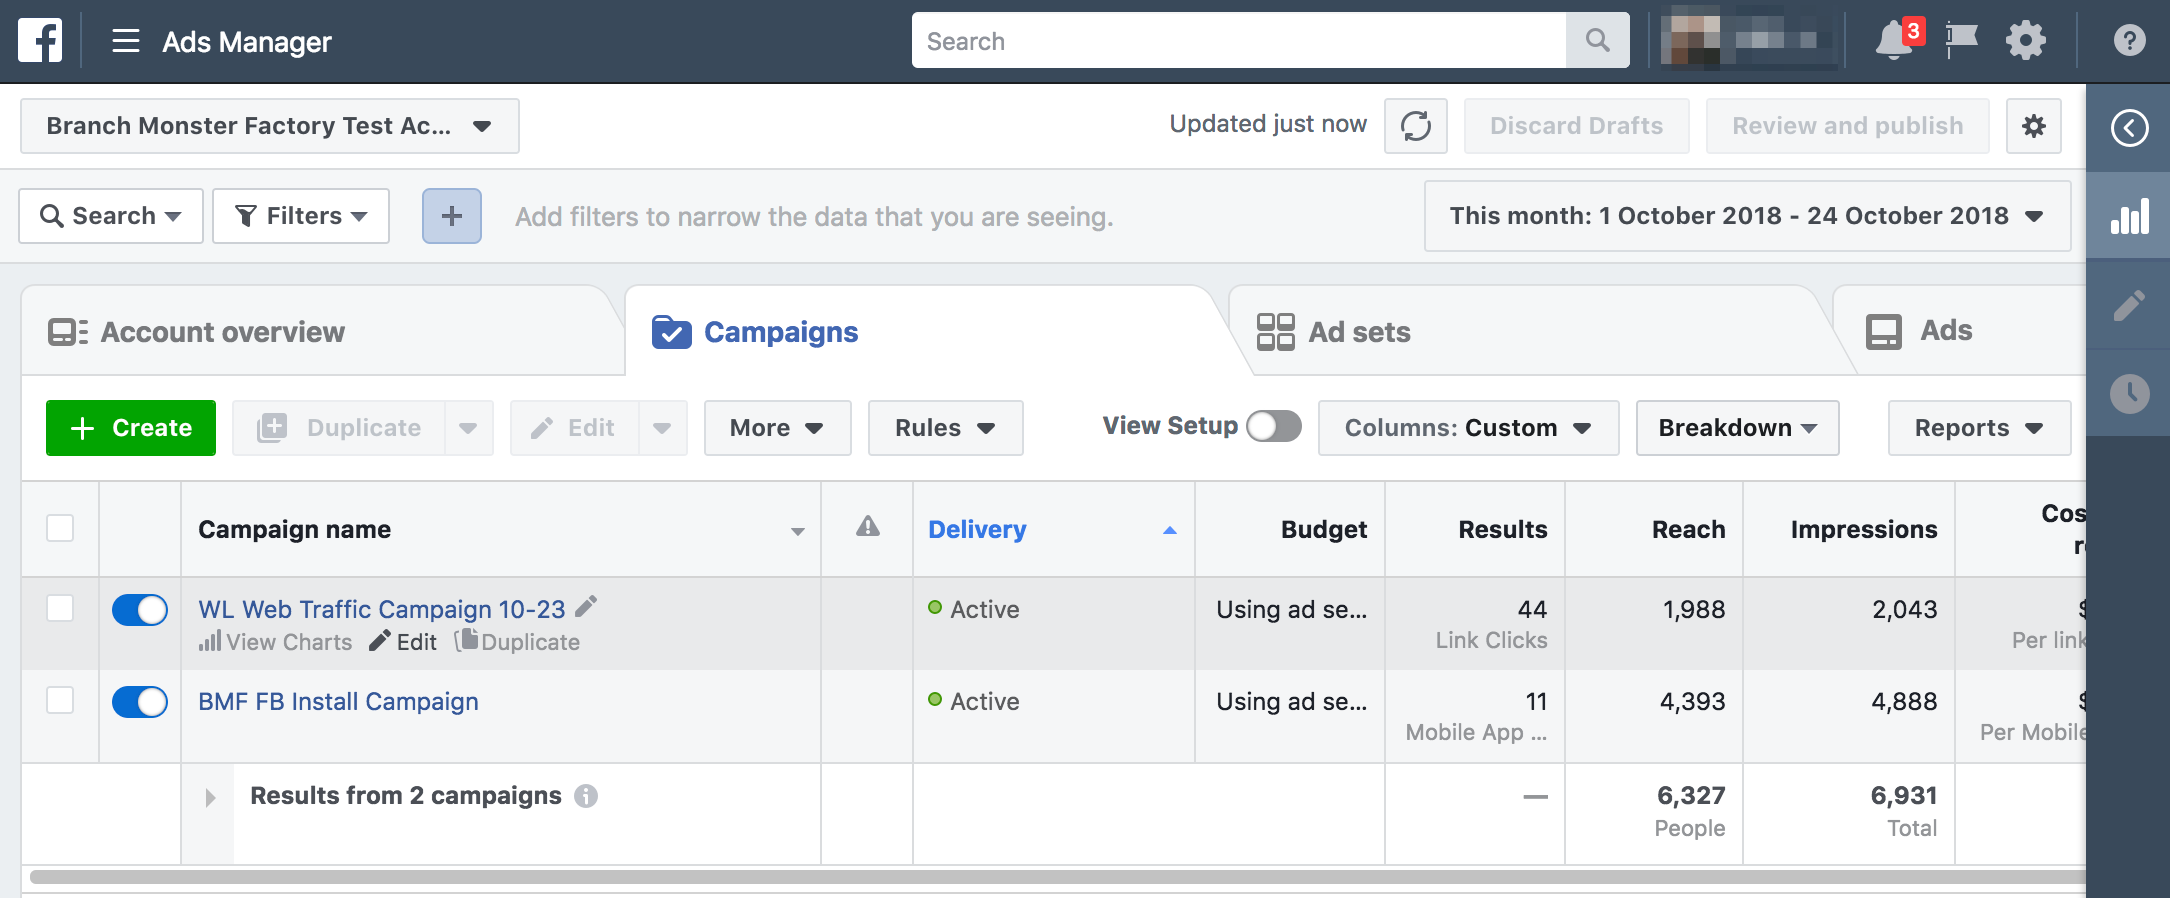 Ads Manager
Search
3
Branch Monster Factory Test Ac...
Updated just now
Discard Drafts
Review and publish
Search
Filters
Add filters to narrow the data that you are seeing.
This month: 1 October 2018 - 24 October 2018
Account overview
Campaigns
Ad sets
Ads
+ Create
Duplicate
Edit
More
Rules
View Setup
Columns: Custom
Breakdown
Reports
Campaign name
Delivery
Budget
Results
Reach
Impressions
WL Web Traffic Campaign 10-23
Active
Using ad se...
44
1,988
2,043
View Charts
Edit
Duplicate
Link Clicks
Per link
BMF FB Install Campaign
Active
Using ad se...
11
4,393
4,888
Mobile App ...
Per Mobile
Results from 2 campaigns
—
6,327
6,931
People
Total